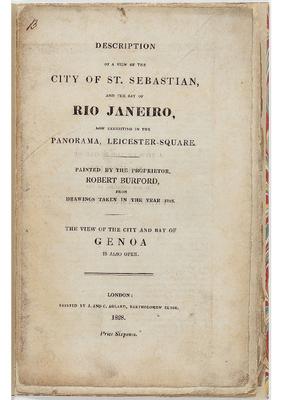 B
DESCRIPTION
OF A VIEW OF THE
CITY OF ST. SEBASTIAN,
AND THE BAY OF
RIO JANEIRO,
NOW EXHIBITING IN THE
PANORAMA, LEICESTER-SQUARE.
PAINTED BY THE PROPRIETOR,
ROBERT BURFORD,
FROM
DRAWINGS TAKEN IN THE YEAR
THE VIEW OF THE CITY AND BAY OF
GENOA
IS ALSO OPEN.
LONDON:
PRINTED BY J. AND C. ADLARD, BARTHOLOMEW CLOSE.
1828.
Price Sixpence.